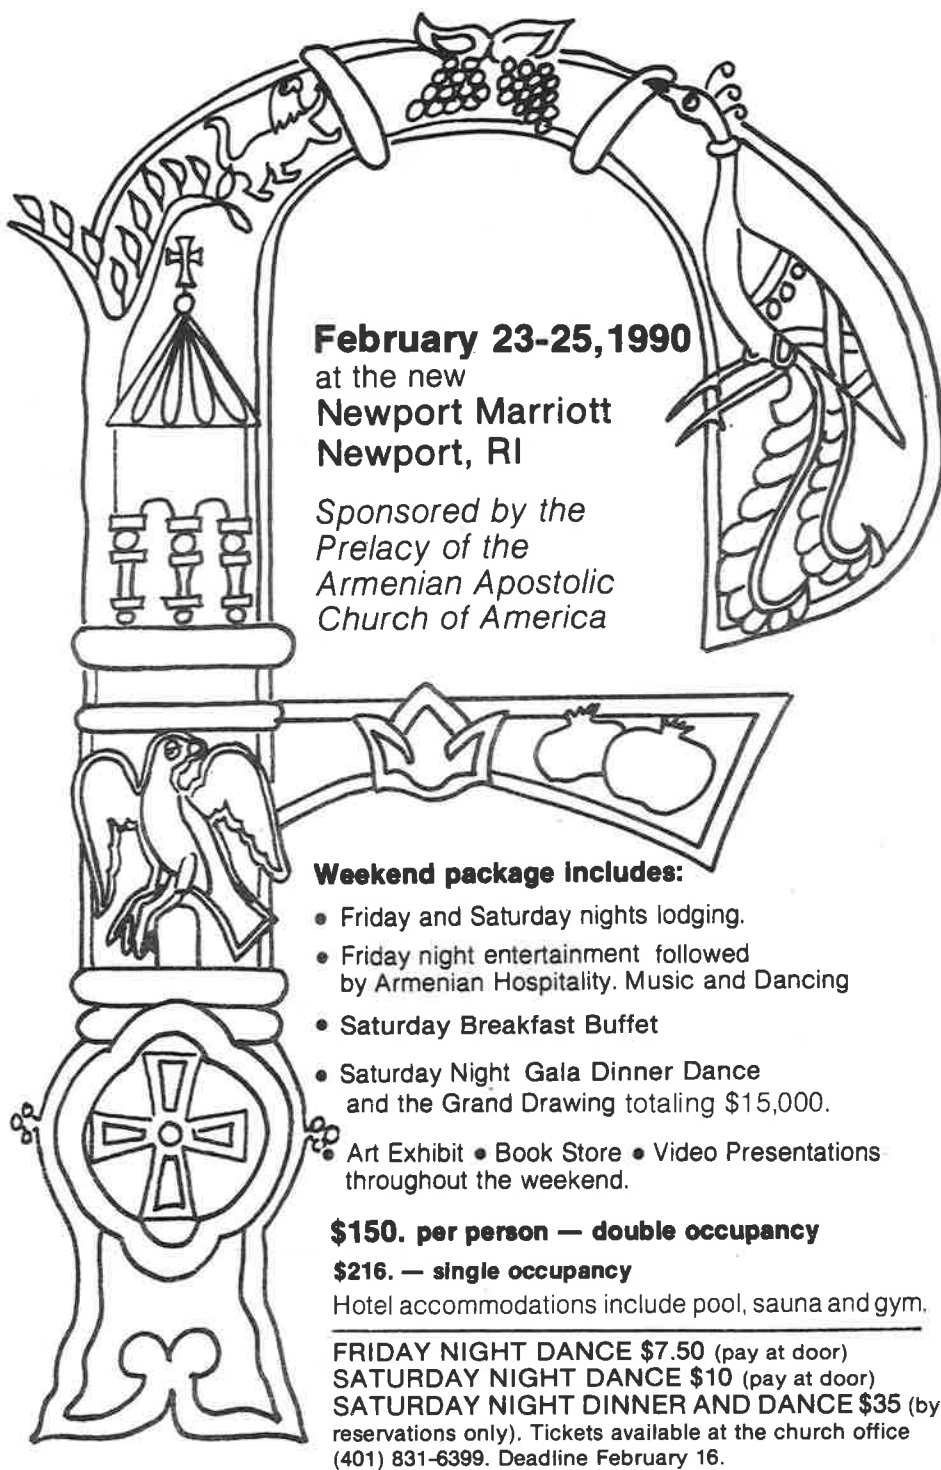 February 23-25,1990
at the new
Newport Marriott
Newport, RI
Sponsored by the
Prelacy of the
Armenian Apostolic
Church of America
Weekend package includes:
• Friday and Saturday nights lodging.
• Friday night entertainment followed
by Armenian Hospitality. Music and Dancing
• Saturday Breakfast Buffet
• Saturday Night Gala Dinner Dance
and the Grand Drawing totaling $15,000.
• Art Exhibit • Book Store • Video Presentations
throughout the weekend.
$150. per person — double occupancy
$216. — single occupancy
Hotel accommodations include pool, sauna and gym.
FRIDAY NIGHT DANCE $7.50 (pay at door)
SATURDAY NIGHT DANCE $10 (pay at door)
SATURDAY NIGHT DINNER AND DANCE $35 (by
reservations only). Tickets available at the church office
(401) 831-6399. Deadline February 16.